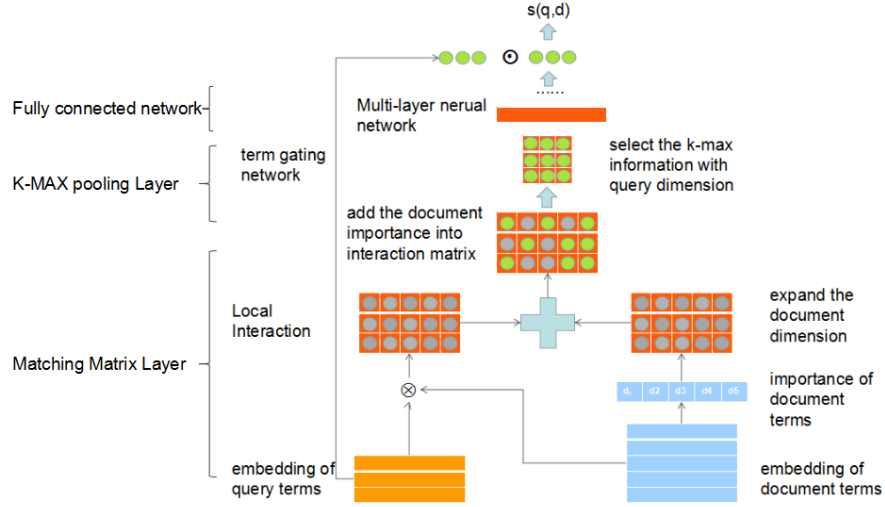 s(q,d)
......
Fully connected network
Multi-layer nerual
network
K-MAX pooling Layer
term gating
network
select the k-max
information with
query dimension
add the document
importance into
interaction matrix
Matching Matrix Layer
Local
Interaction
expand the
document
dimension
d1 d2 d3 d4 d5
importance of
document
terms
embedding of
query terms
embedding of
document terms